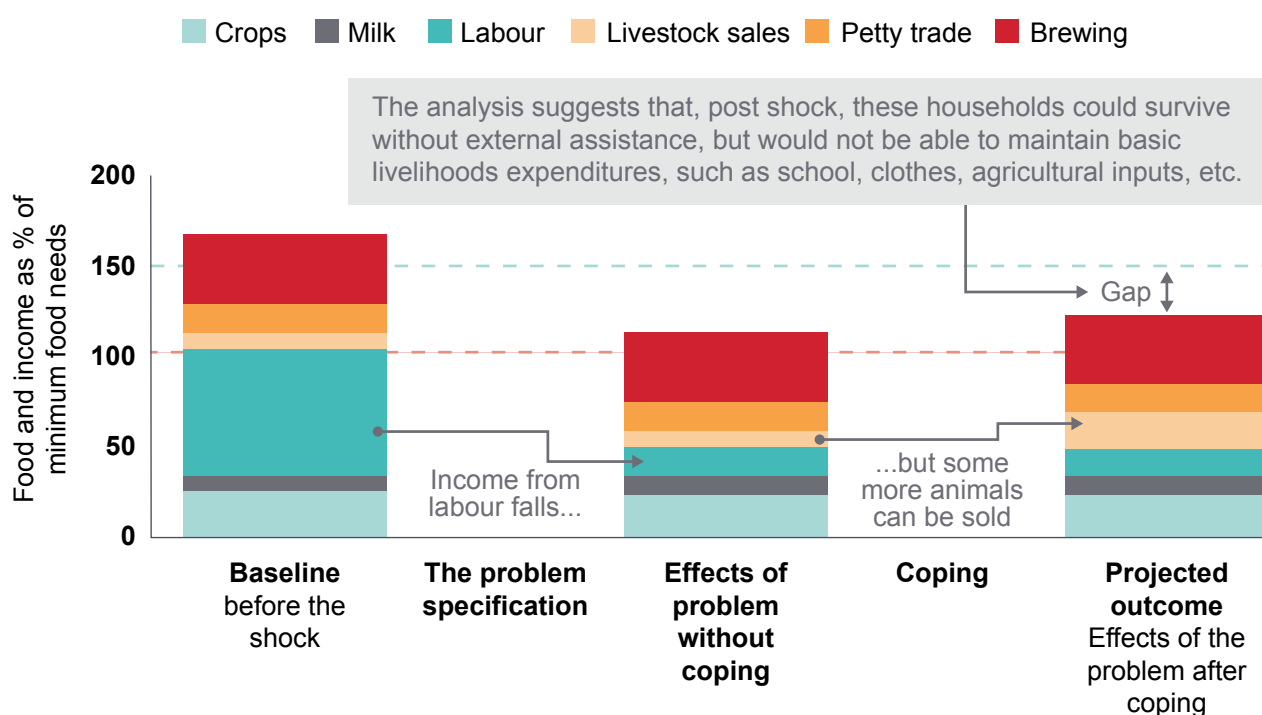 Crops Milk Labour Livestock sales Petty trade Brewing
The analysis suggests that, post shock, these households could survive
without external assistance, but would not be able to maintain basic
livelihoods expenditures, such as school, clothes, agricultural inputs, etc.
Food and income as % of
minimum food needs
200
150
100
50
0
Gap
Income from
labour falls...
...but some
more animals
can be sold
Baseline
before the
shock
The problem
specification
Effects of
problem
without
coping
Coping
Projected
outcome
Effects of the
problem after
coping